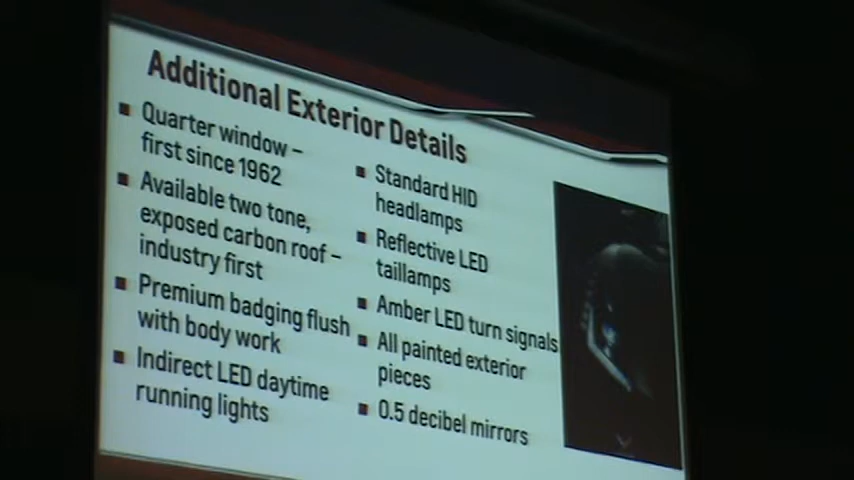 Additional Exterior Details
Quarter window –
first since 1962
Available two tone,
exposed carbon roof –
industry first
Premium badging flush
with body work
Indirect LED daytime
running lights
Standard HID
headlamps
Reflective LED
taillamps
Amber LED turn signals
All painted exterior
pieces
0.5 decibel mirrors